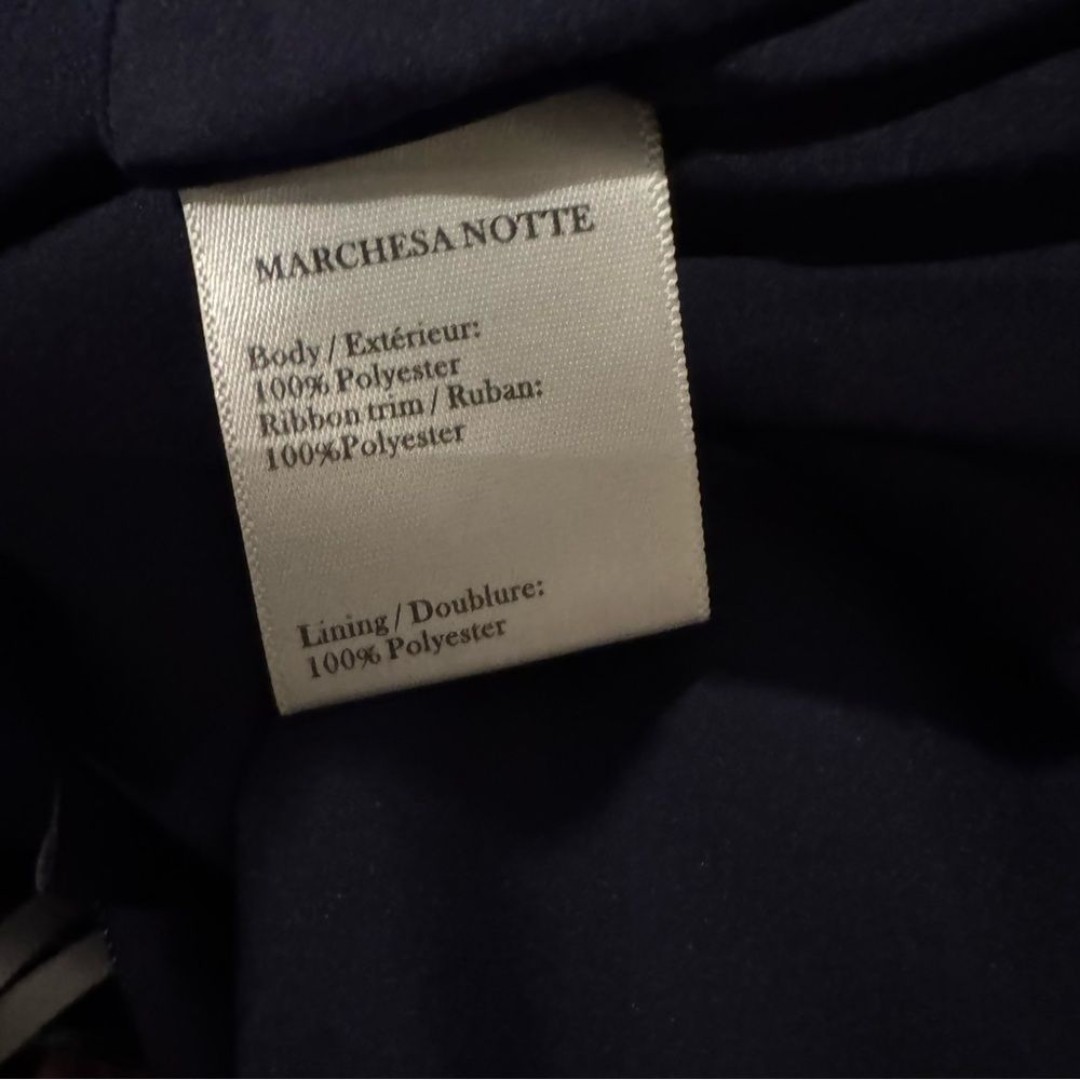 MARCHESA NOTTE
Body / Extérieur:
100% Polyester
Ribbon trim / Ruban:
100%Polyester
Lining / Doublure:
100% Polyester